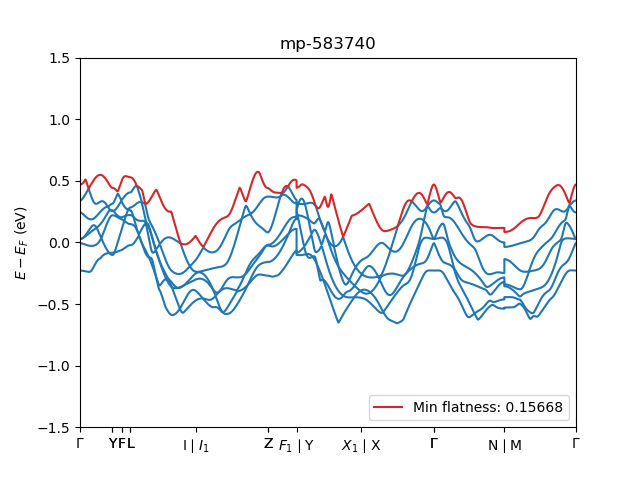 mp-583740
E − E_F (eV)
1.5
1.0
0.5
0.0
−0.5
−1.0
−1.5
Min flatness: 0.15668
Γ Y F L I | I₁ Z F₁ | Y X₁ | X Γ N | M Γ